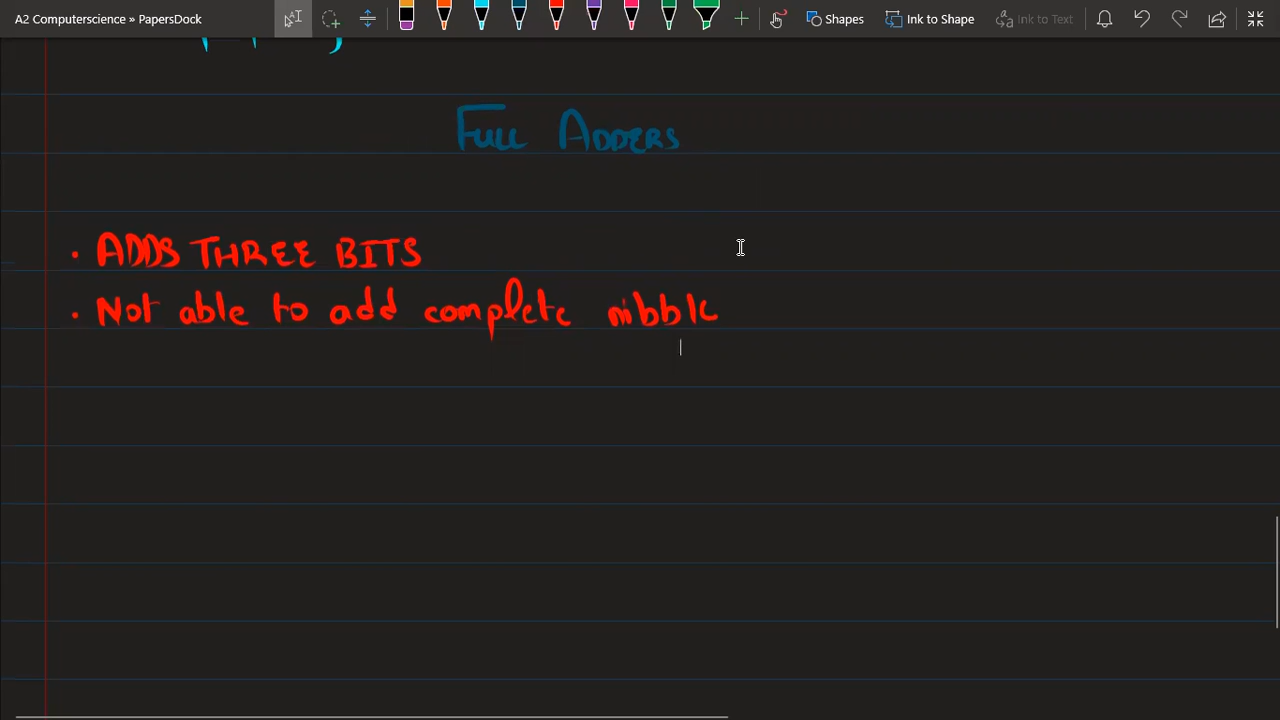 A2 Computerscience » PapersDock
Shapes
Ink to Shape
Ink to Text
FULL ADDERS
• ADDS THREE BITS
• Not able to add complete nibble